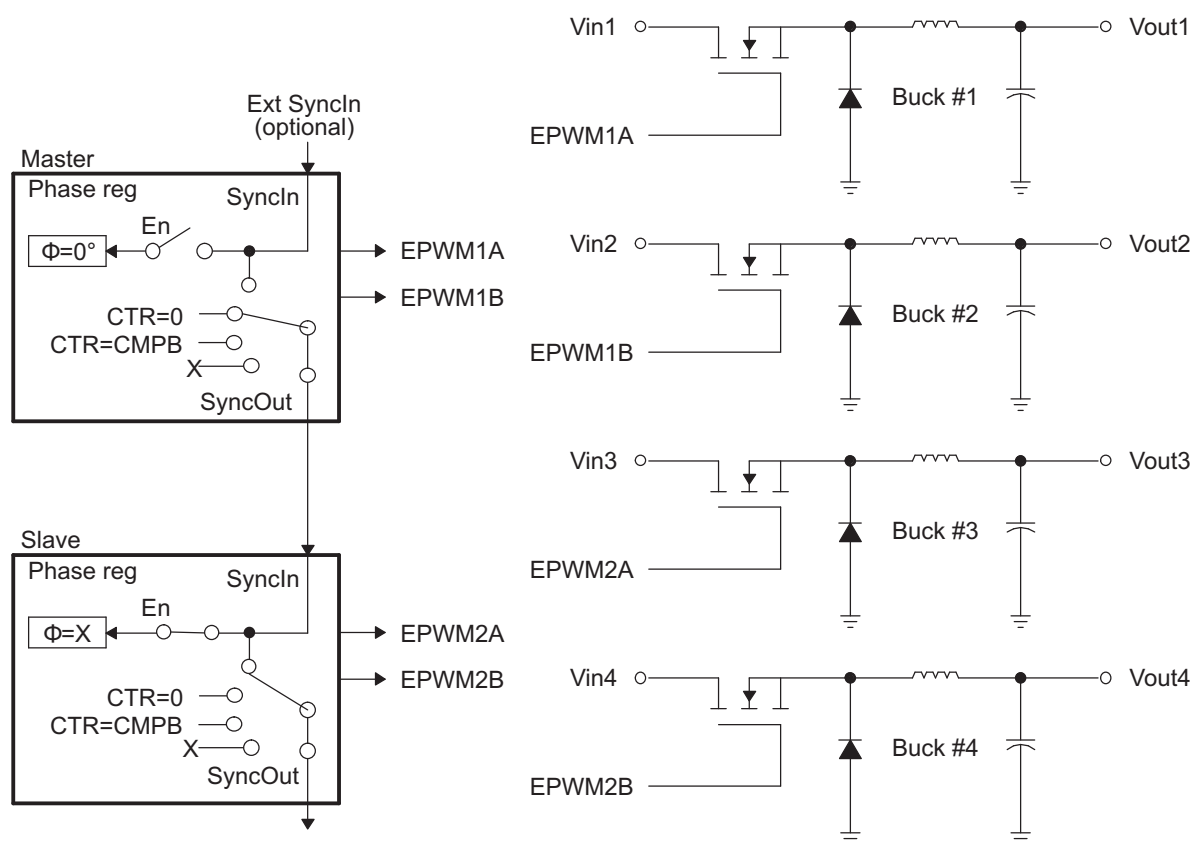 Ext SyncIn
(optional)
Master
Phase reg
SyncIn
En
Φ=0°
CTR=0
CTR=CMPB
X
SyncOut
EPWM1A
EPWM1B
Slave
Phase reg
SyncIn
En
Φ=X
CTR=0
CTR=CMPB
X
SyncOut
EPWM2A
EPWM2B
Vin1
Vout1
Buck #1
EPWM1A
Vin2
Vout2
Buck #2
EPWM1B
Vin3
Vout3
Buck #3
EPWM2A
Vin4
Vout4
Buck #4
EPWM2B